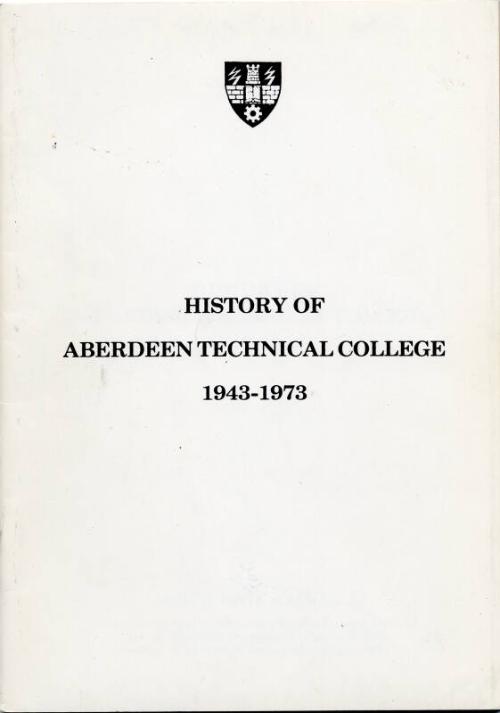 HISTORY OF
ABERDEEN TECHNICAL COLLEGE
1943-1973